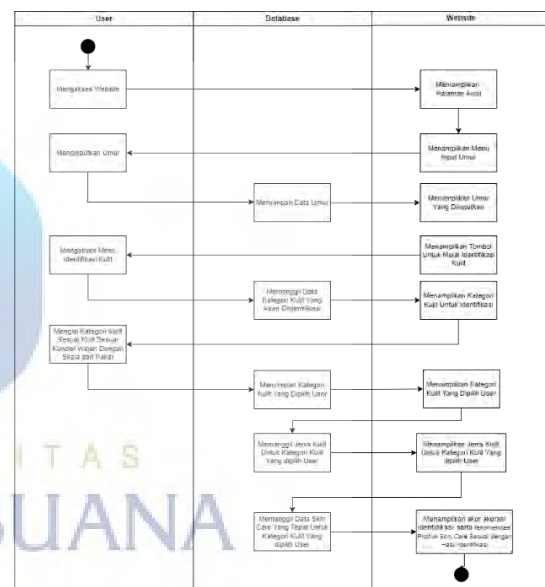 User
Database
Website
Mengakses Website
Menampilkan
Halaman Awal
Menginputkan Umur
Menampilkan Menu
Input Umur
Menyimpan Data Umur
Menampilkan Umur
Yang Diinputkan
Mengakses Menu
Identifikasi Kulit
Menampilkan Tombol
Untuk Mulai Identifikasi
Kulit
Memanggil Data
Kategori Kulit Yang
Akan Diidentifikasi
Menampilkan Kategori
Kulit Untuk Identifikasi
Mengisi Kategori Kulit
Sesuai Kulit Sesuai
Kondisi Wajah Dengan
Skala dari Pakar
Menyimpan Kategori
Kulit Yang Dipilih User
Menampilkan Kategori
Kulit Yang Dipilih User
Memanggil Jenis Kulit
Untuk Kategori Kulit
Yang dipilih User
Menampilkan Jenis Kulit
Untuk Kategori Kulit Yang
dipilih User
Memanggil Data Skin
Care Yang Tepat Untuk
Kategori Kulit Yang
dipilih User
Menampilkan skor akurasi
identifikasi serta rekomendasi
Produk Skin Care Sesuai dengan
Hasil Identifikasi
ITAS
BUANA